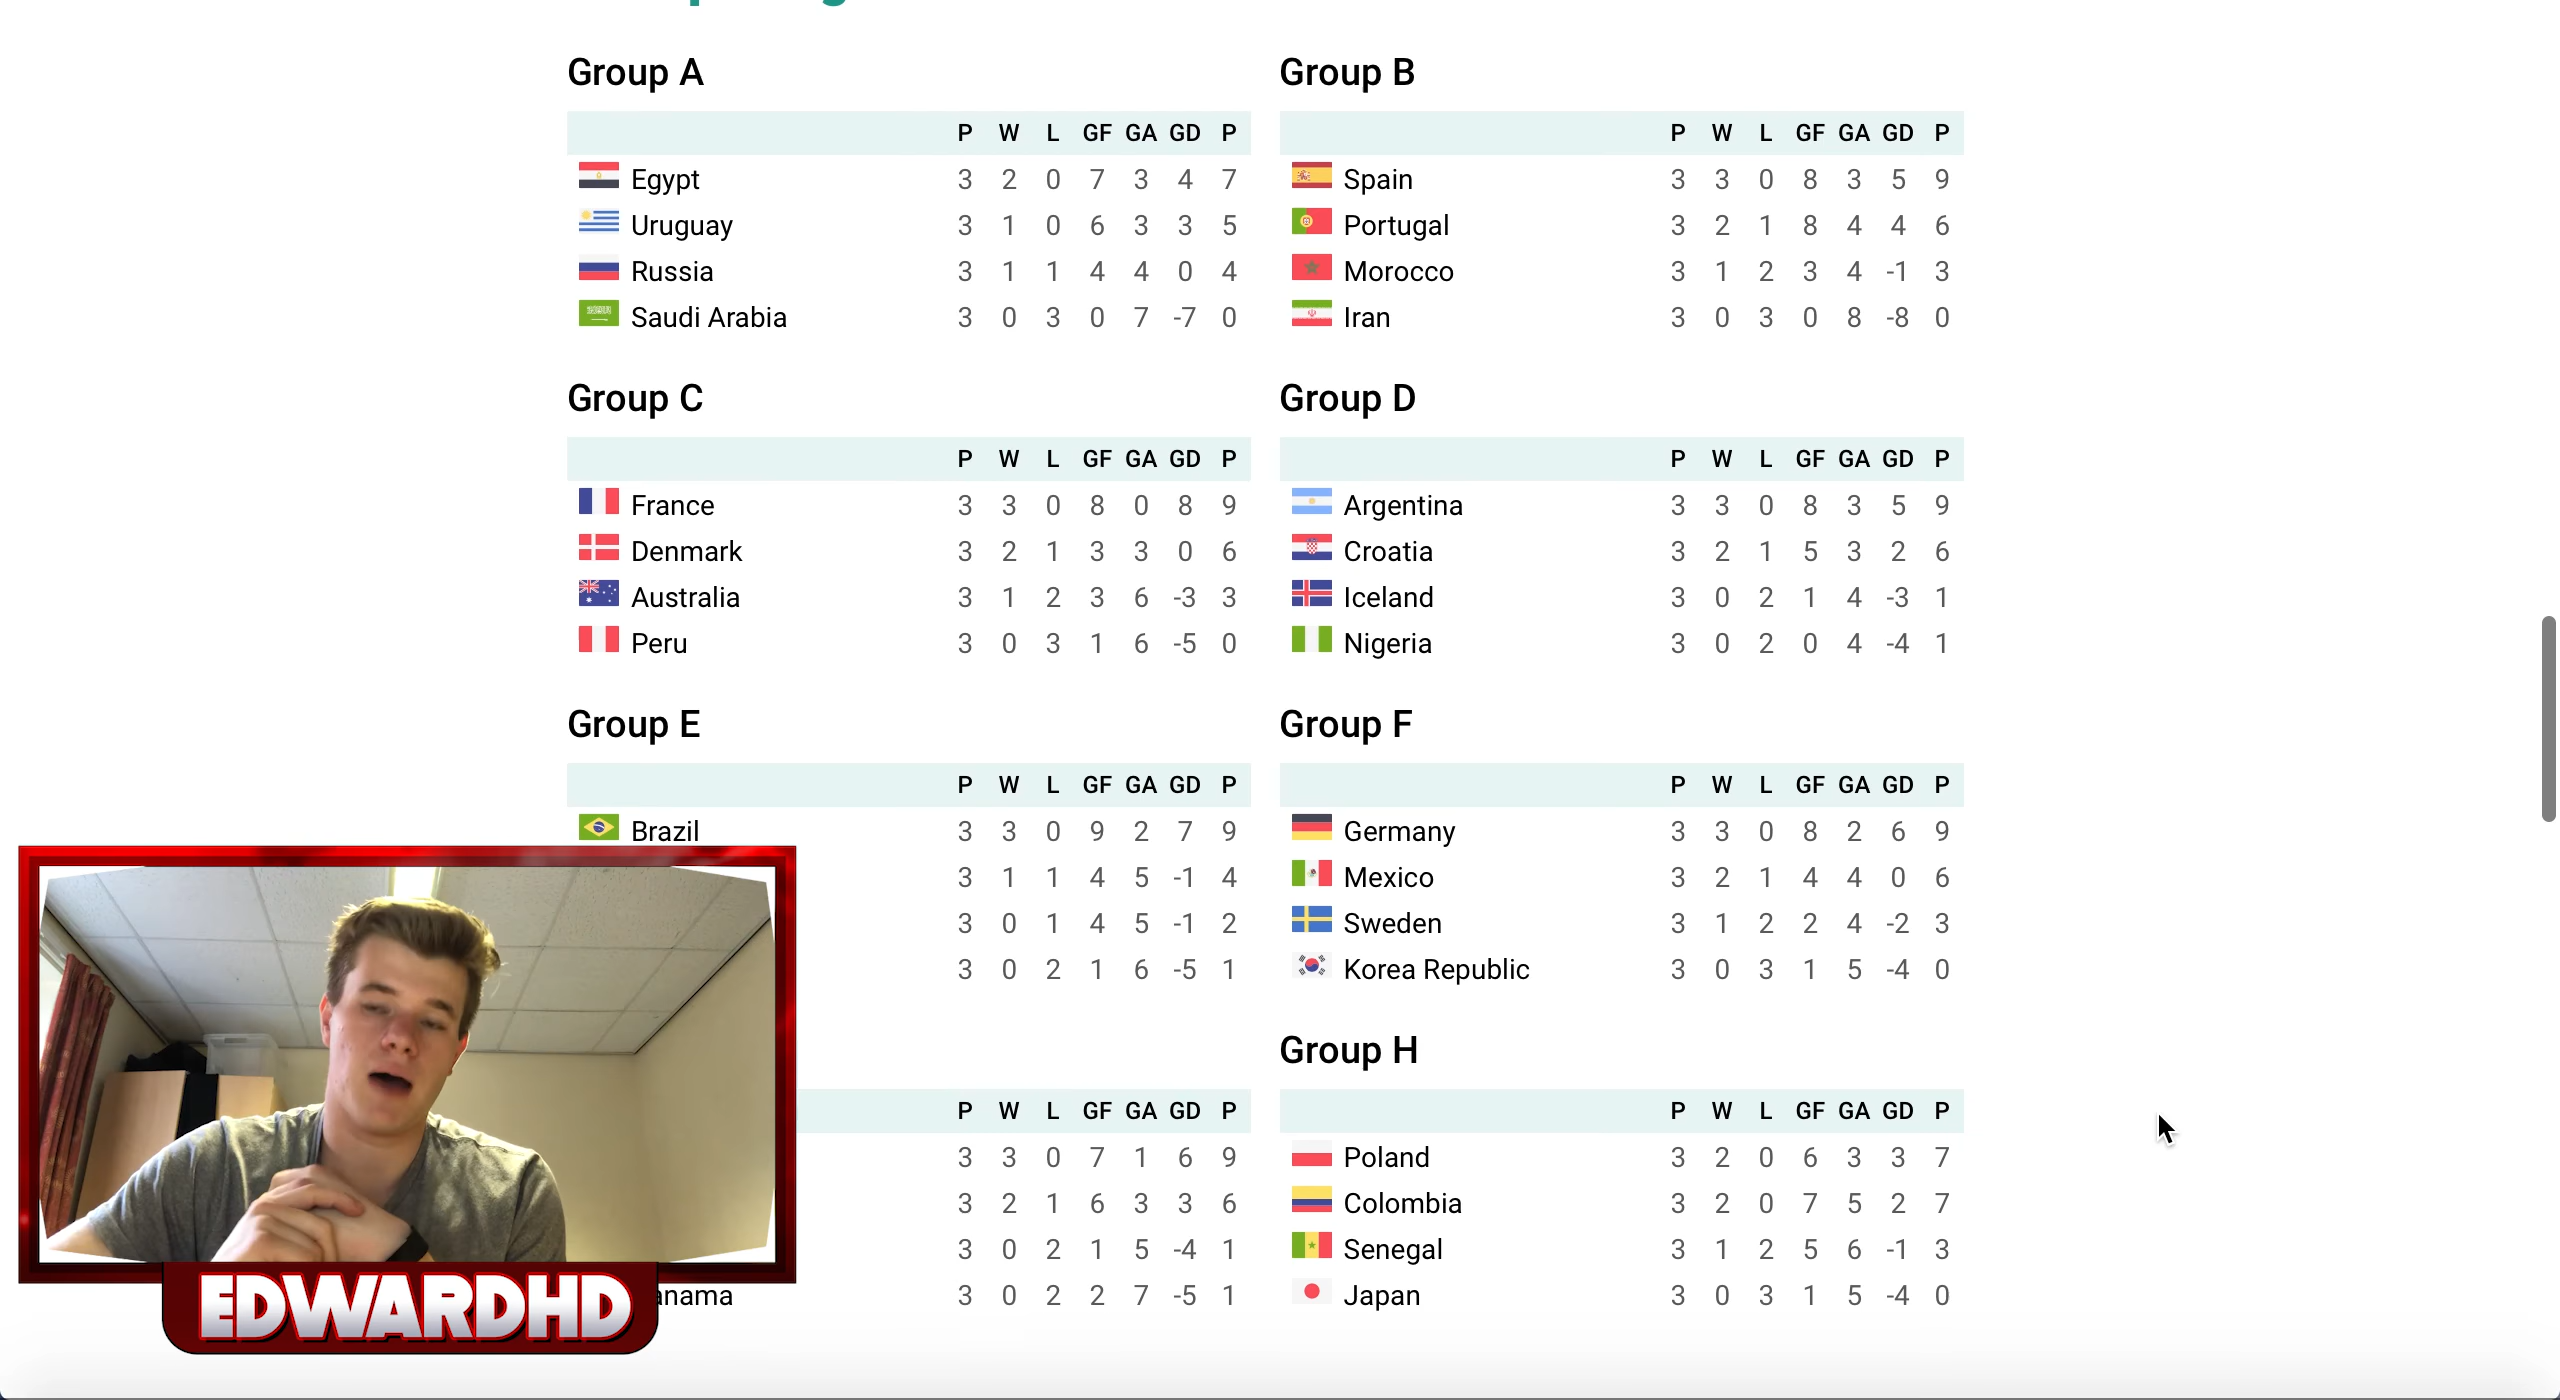 Group A
P W L GF GA GD P
Egypt 3 2 0 7 3 4 7
Uruguay 3 1 0 6 3 3 5
Russia 3 1 1 4 4 0 4
Saudi Arabia 3 0 3 0 7 -7 0
Group B
P W L GF GA GD P
Spain 3 3 0 8 3 5 9
Portugal 3 2 1 8 4 4 6
Morocco 3 1 2 3 4 -1 3
Iran 3 0 3 0 8 -8 0
Group C
P W L GF GA GD P
France 3 3 0 8 0 8 9
Denmark 3 2 1 3 3 0 6
Australia 3 1 2 3 6 -3 3
Peru 3 0 3 1 6 -5 0
Group D
P W L GF GA GD P
Argentina 3 3 0 8 3 5 9
Croatia 3 2 1 5 3 2 6
Iceland 3 0 2 1 4 -3 1
Nigeria 3 0 2 0 4 -4 1
Group E
P W L GF GA GD P
Brazil 3 3 0 9 2 7 9
3 1 1 4 5 -1 4
3 0 1 4 5 -1 2
3 0 2 1 6 -5 1
Group F
P W L GF GA GD P
Germany 3 3 0 8 2 6 9
Mexico 3 2 1 4 4 0 6
Sweden 3 1 2 2 4 -2 3
Korea Republic 3 0 3 1 5 -4 0
P W L GF GA GD P
3 3 0 7 1 6 9
3 2 1 6 3 3 6
3 0 2 1 5 -4 1
anama 3 0 2 2 7 -5 1
Group H
P W L GF GA GD P
Poland 3 2 0 6 3 3 7
Colombia 3 2 0 7 5 2 7
Senegal 3 1 2 5 6 -1 3
Japan 3 0 3 1 5 -4 0
EDWARDHD